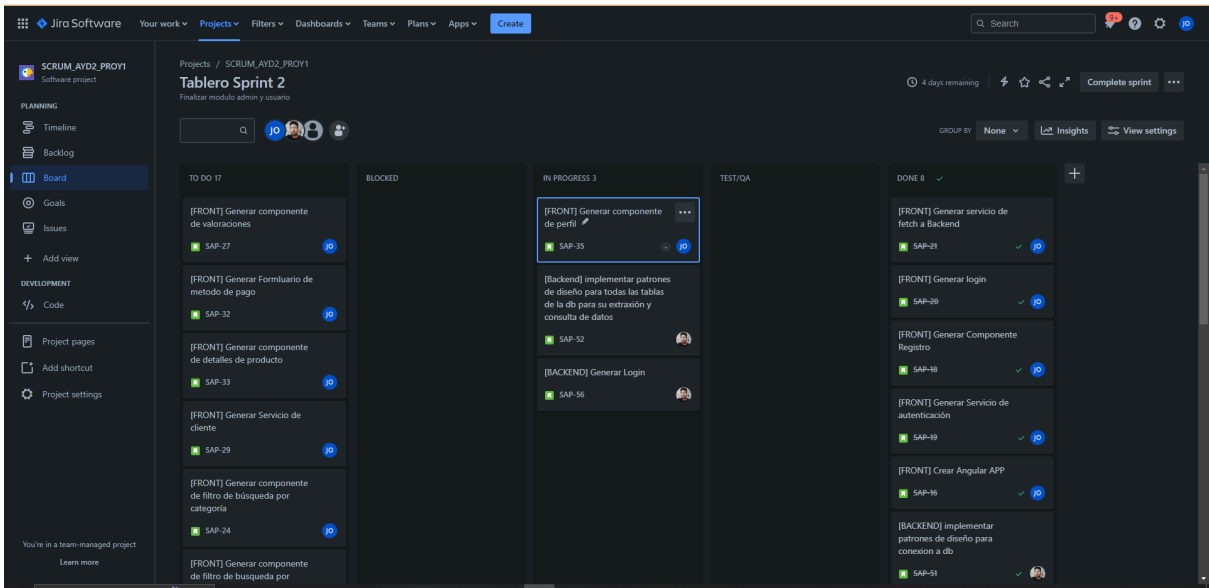 Jira Software
Your work
Projects
Filters
Dashboards
Teams
Plans
Apps
Create
Search
9+
JO
SCRUM_AYD2_PROY1
Software project
PLANNING
Timeline
Backlog
Board
Goals
Issues
Add view
DEVELOPMENT
Code
Project pages
Add shortcut
Project settings
You're in a team-managed project
Learn more
Projects / SCRUM_AYD2_PROY1
Tablero Sprint 2
Finalizar modulo admin y usuario
4 days remaining
Complete sprint
JO
GROUP BY
None
Insights
View settings
TO DO 17
[FRONT] Generar componente
de valoraciones
SAP-27
JO
[FRONT] Generar Formluario de
metodo de pago
SAP-32
JO
[FRONT] Generar componente
de detalles de producto
SAP-33
JO
[FRONT] Generar Servicio de
cliente
SAP-29
JO
[FRONT] Generar componente
de filtro de búsqueda por
categoría
SAP-24
JO
[FRONT] Generar componente
de filtro de busqueda por
BLOCKED
IN PROGRESS 3
[FRONT] Generar componente
de perfil
SAP-35
-
JO
[Backend] implementar patrones
de diseño para todas las tablas
de la db para su extraxión y
consulta de datos
SAP-52
[BACKEND] Generar Login
SAP-56
TEST/QA
DONE 8
[FRONT] Generar servicio de
fetch a Backend
SAP-21
JO
[FRONT] Generar login
SAP-20
JO
[FRONT] Generar Componente
Registro
SAP-18
JO
[FRONT] Generar Servicio de
autenticación
SAP-19
JO
[FRONT] Crear Angular APP
SAP-16
JO
[BACKEND] implementar
patrones de diseño para
conexion a db
SAP-51